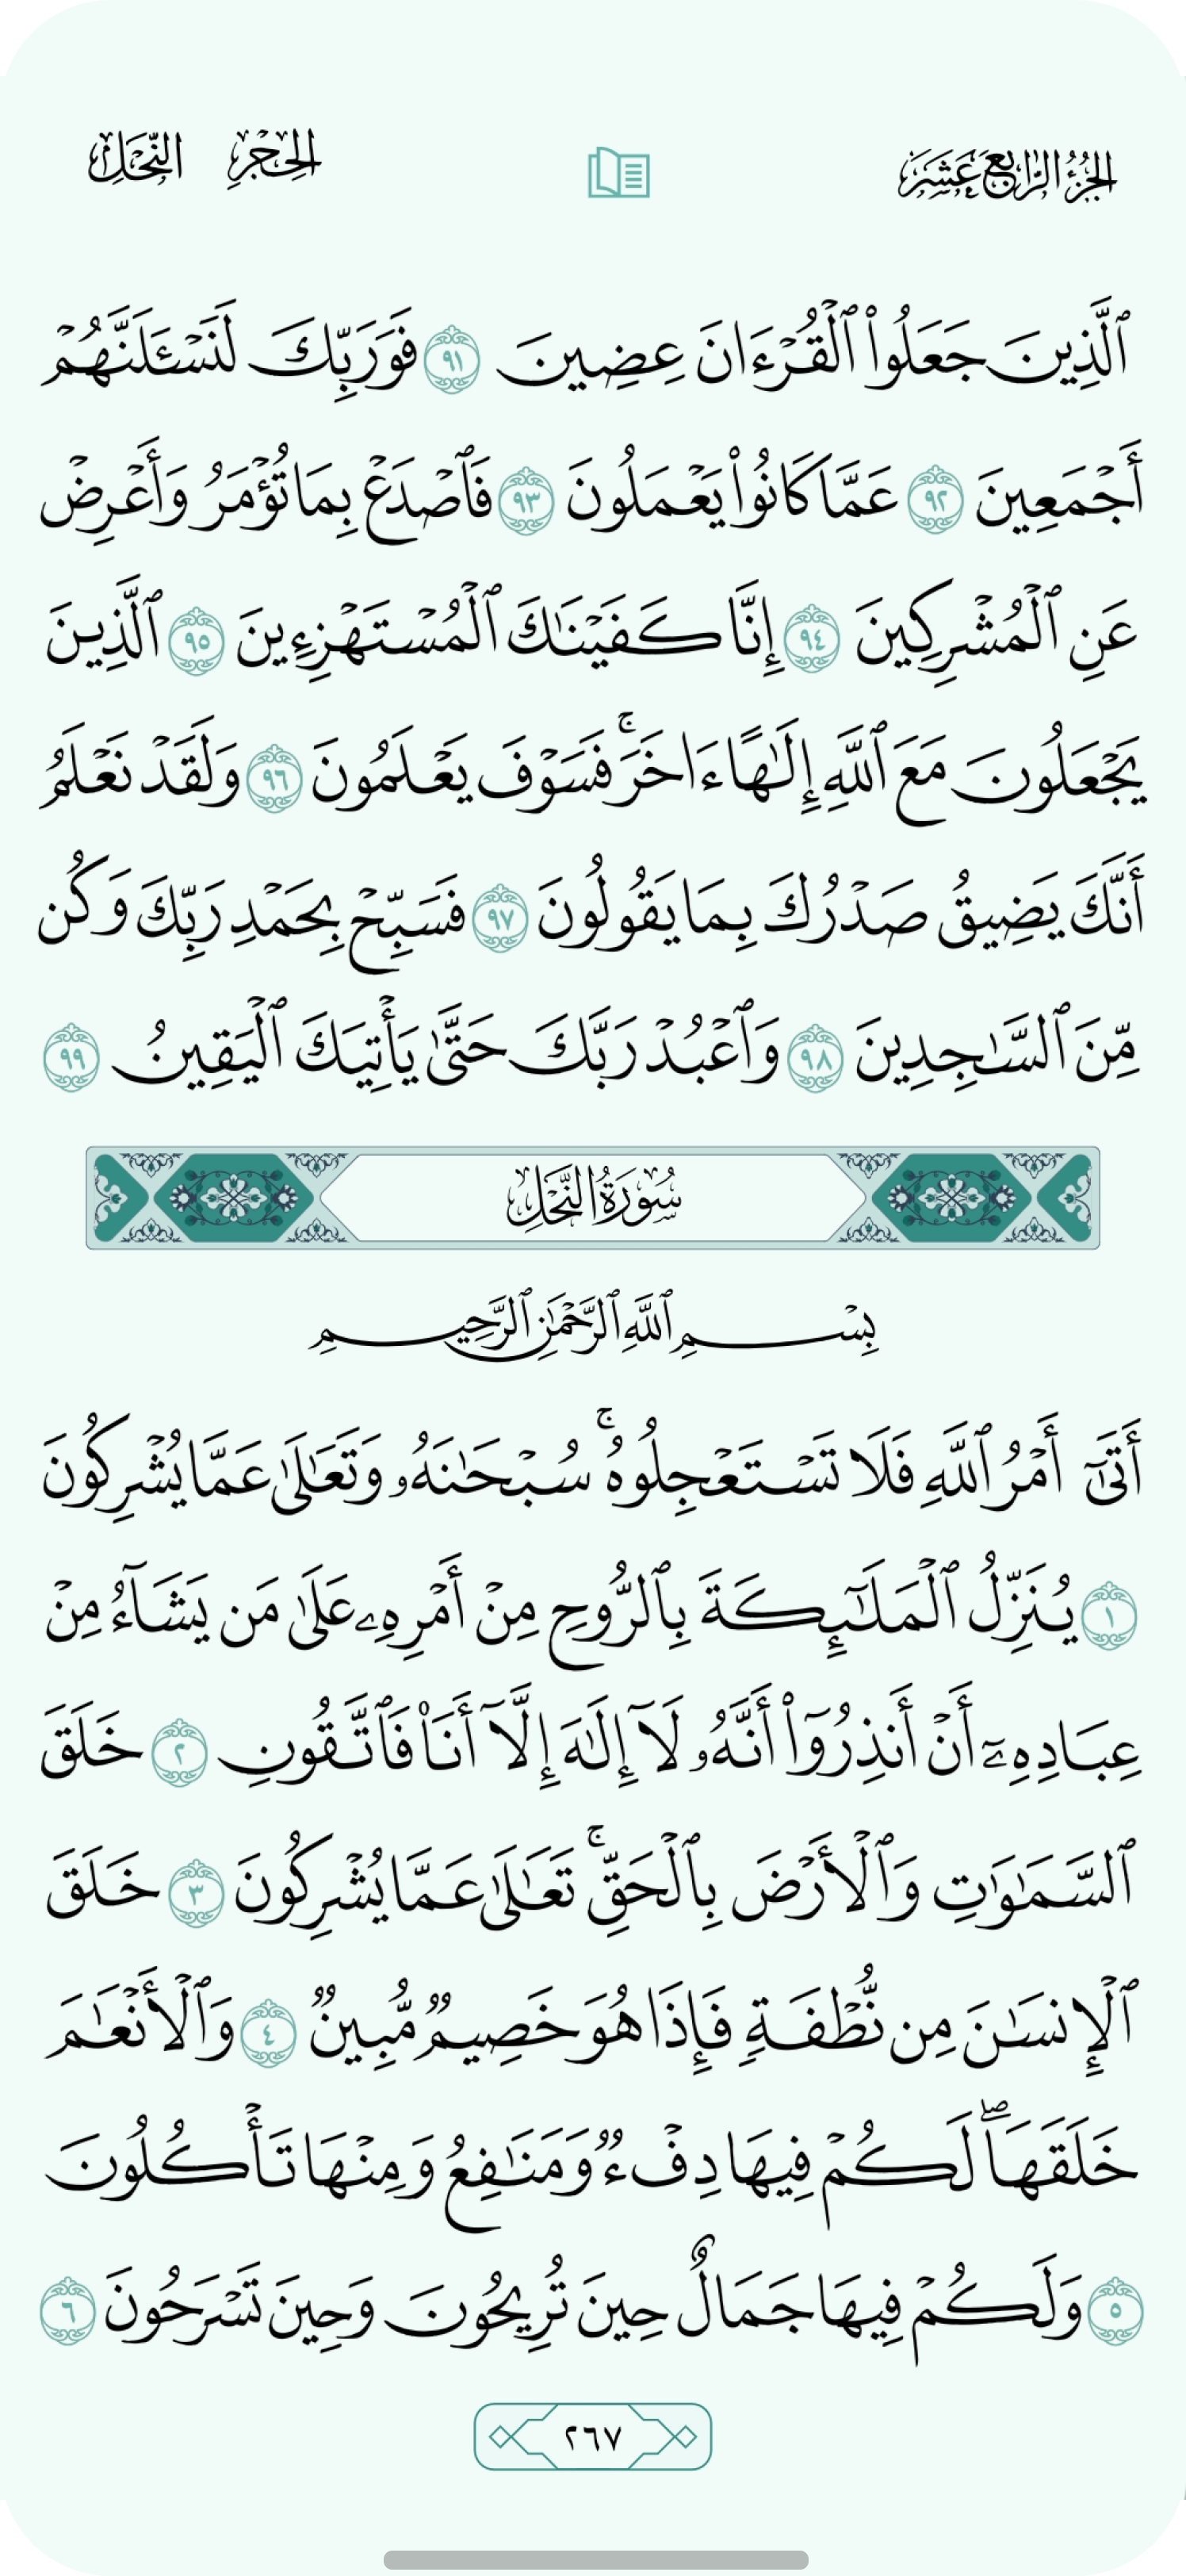 الجزء الرابع عشر
الحجر النحل
ٱلَّذِينَ جَعَلُوا۟ ٱلْقُرْءَانَ عِضِينَ ٩١ فَوَرَبِّكَ لَنَسْـَٔلَنَّهُمْ
أَجْمَعِينَ ٩٢ عَمَّا كَانُوا۟ يَعْمَلُونَ ٩٣ فَٱصْدَعْ بِمَا تُؤْمَرُ وَأَعْرِضْ
عَنِ ٱلْمُشْرِكِينَ ٩٤ إِنَّا كَفَيْنَـٰكَ ٱلْمُسْتَهْزِءِينَ ٩٥ ٱلَّذِينَ
يَجْعَلُونَ مَعَ ٱللَّهِ إِلَـٰهًا ءَاخَرَ ۚ فَسَوْفَ يَعْلَمُونَ ٩٦ وَلَقَدْ نَعْلَمُ
أَنَّكَ يَضِيقُ صَدْرُكَ بِمَا يَقُولُونَ ٩٧ فَسَبِّحْ بِحَمْدِ رَبِّكَ وَكُن
مِّنَ ٱلسَّـٰجِدِينَ ٩٨ وَٱعْبُدْ رَبَّكَ حَتَّىٰ يَأْتِيَكَ ٱلْيَقِينُ ٩٩
سُورَةُ النَّحْلِ
بِسْمِ ٱللَّهِ ٱلرَّحْمَـٰنِ ٱلرَّحِيمِ
أَتَىٰٓ أَمْرُ ٱللَّهِ فَلَا تَسْتَعْجِلُوهُ ۚ سُبْحَـٰنَهُۥ وَتَعَـٰلَىٰ عَمَّا يُشْرِكُونَ
١ يُنَزِّلُ ٱلْمَلَـٰٓئِكَةَ بِٱلرُّوحِ مِنْ أَمْرِهِۦ عَلَىٰ مَن يَشَآءُ مِنْ
عِبَادِهِۦٓ أَنْ أَنذِرُوٓا۟ أَنَّهُۥ لَآ إِلَـٰهَ إِلَّآ أَنَا۠ فَٱتَّقُونِ ٢ خَلَقَ
ٱلسَّمَـٰوَٰتِ وَٱلْأَرْضَ بِٱلْحَقِّ ۚ تَعَـٰلَىٰ عَمَّا يُشْرِكُونَ ٣ خَلَقَ
ٱلْإِنسَـٰنَ مِن نُّطْفَةٍ فَإِذَا هُوَ خَصِيمٌ مُّبِينٌ ٤ وَٱلْأَنْعَـٰمَ
خَلَقَهَا ۖ لَكُمْ فِيهَا دِفْءٌ وَمَنَـٰفِعُ وَمِنْهَا تَأْكُلُونَ
٥ وَلَكُمْ فِيهَا جَمَالٌ حِينَ تُرِيحُونَ وَحِينَ تَسْرَحُونَ ٦
٢٦٧